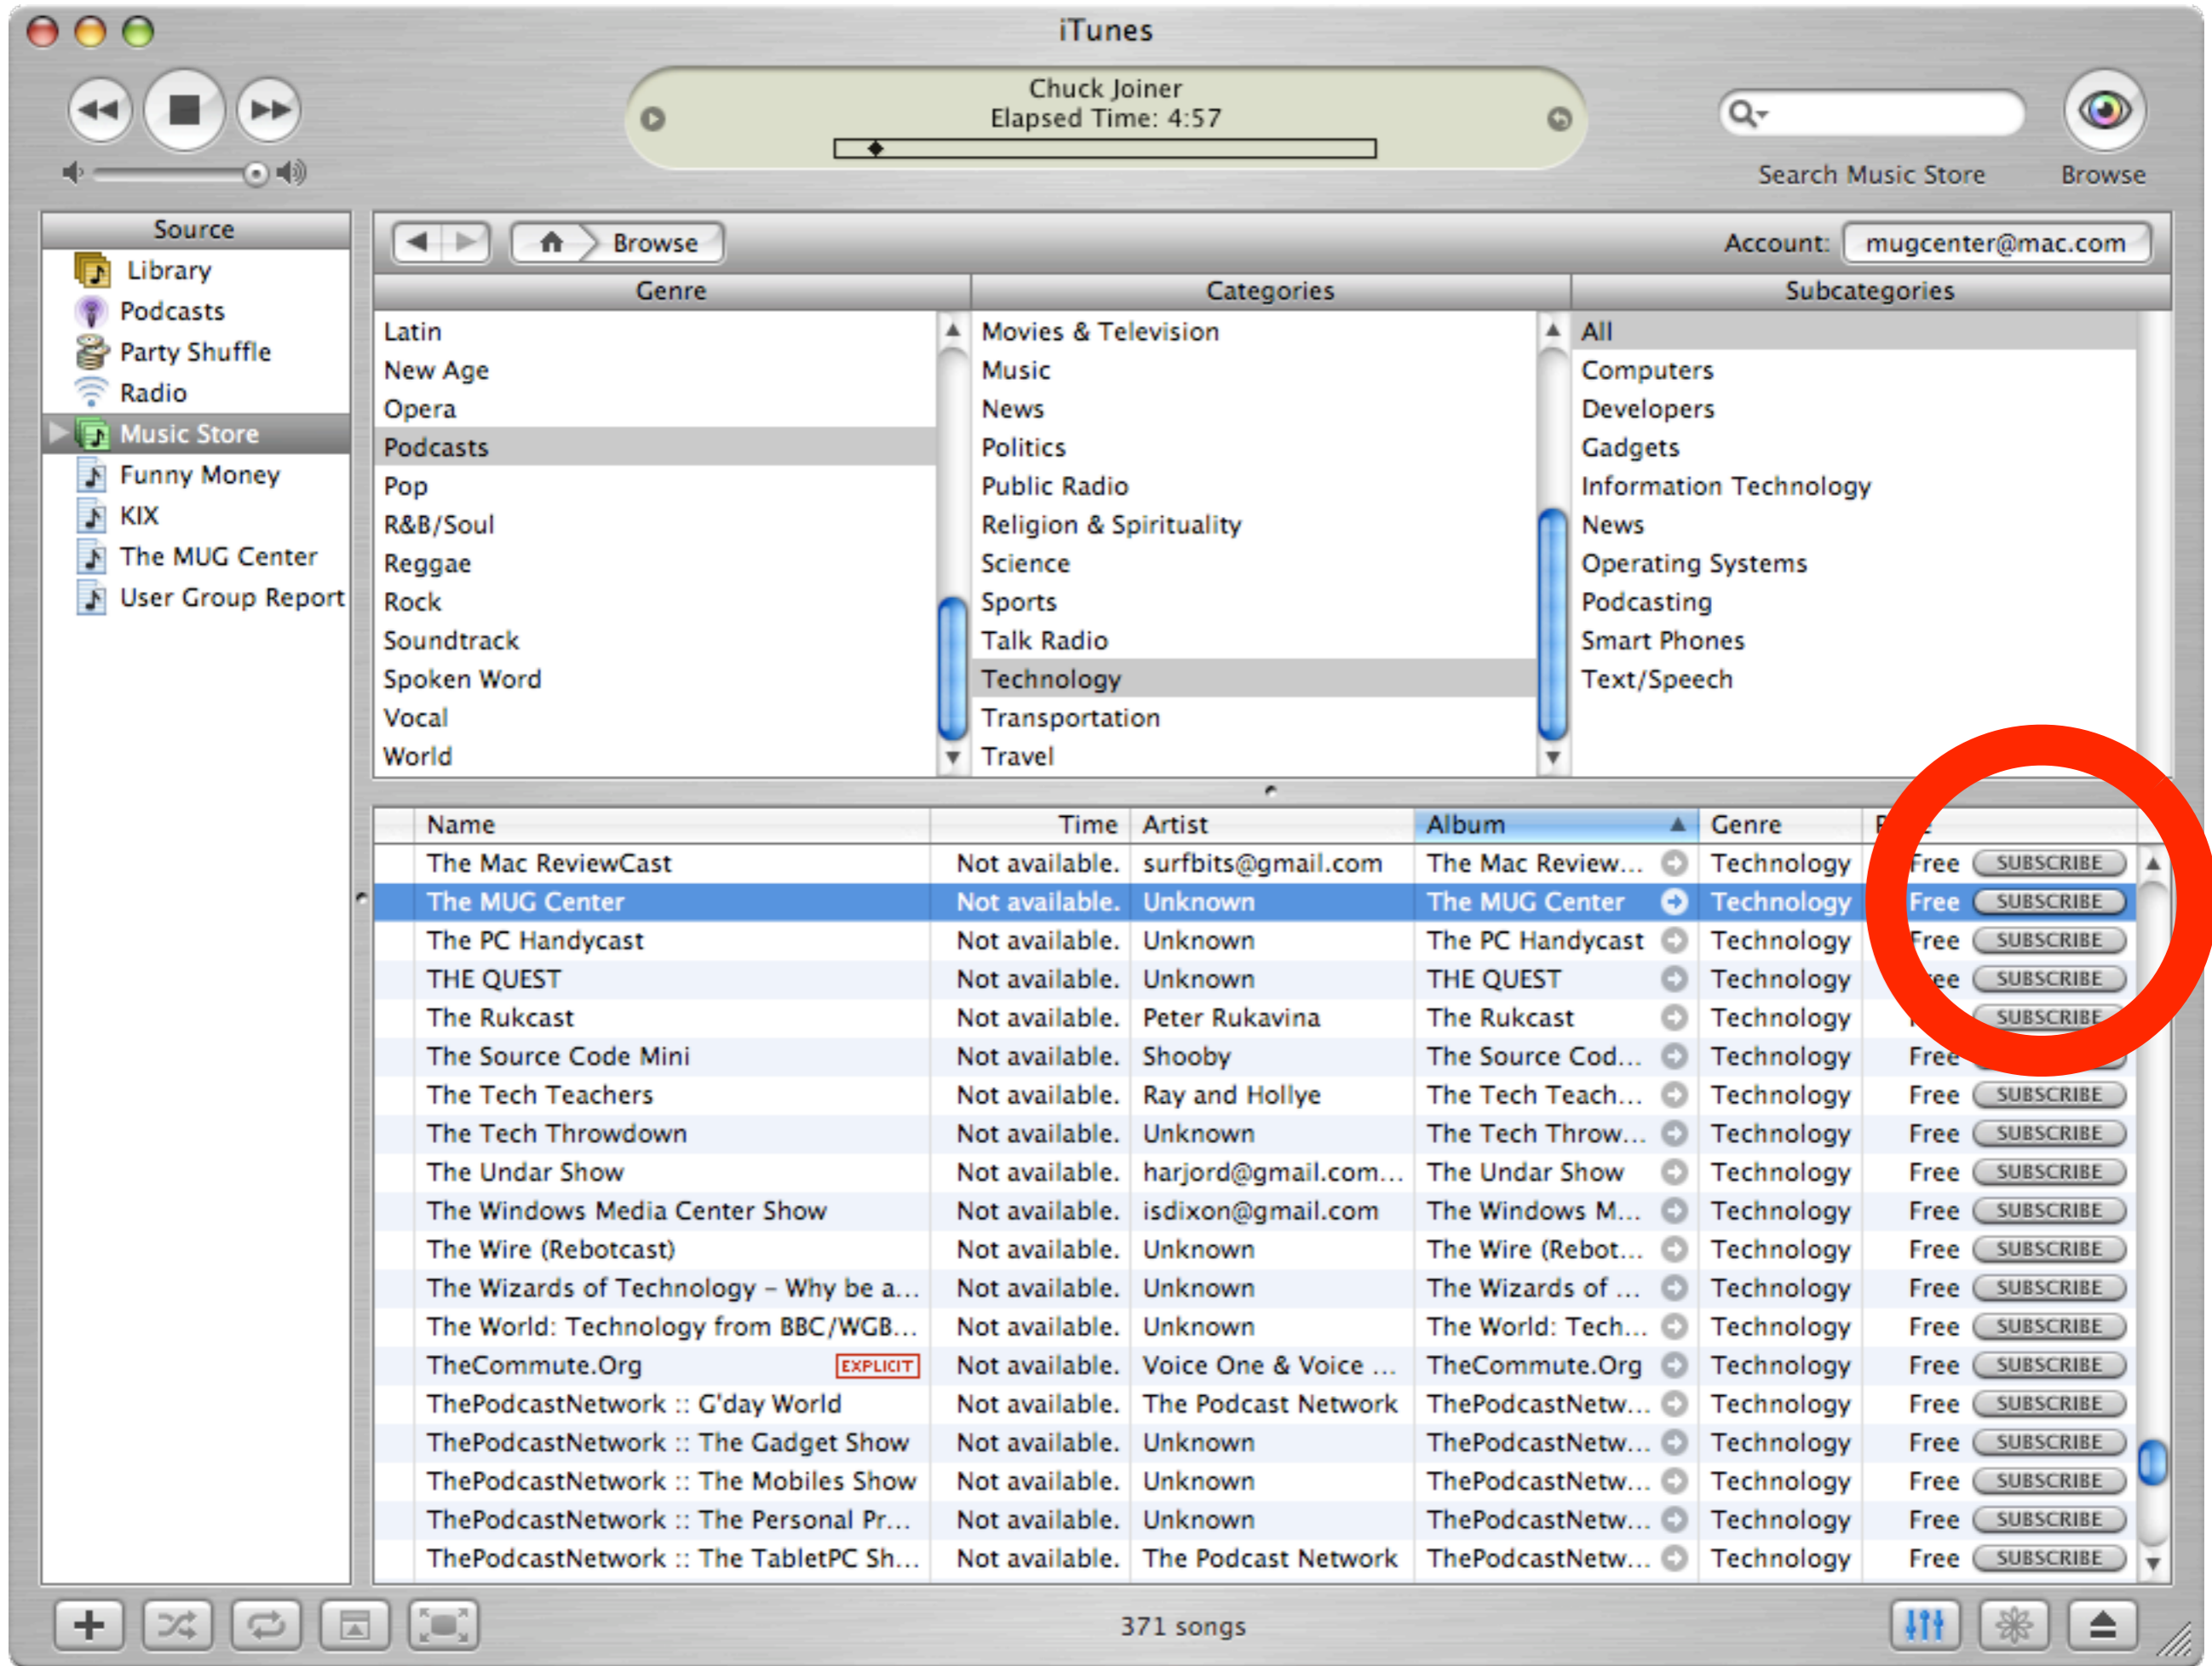 iTunes
Chuck Joiner
Elapsed Time: 4:57
Search Music Store
Browse
Source
Library
Podcasts
Party Shuffle
Radio
Music Store
Funny Money
KIX
The MUG Center
User Group Report
Browse
Account: mugcenter@mac.com
Genre
Latin
New Age
Opera
Podcasts
Pop
R&B/Soul
Reggae
Rock
Soundtrack
Spoken Word
Vocal
World
Categories
Movies & Television
Music
News
Politics
Public Radio
Religion & Spirituality
Science
Sports
Talk Radio
Technology
Transportation
Travel
Subcategories
All
Computers
Developers
Gadgets
Information Technology
News
Operating Systems
Podcasting
Smart Phones
Text/Speech
Name Time Artist Album Genre
The Mac ReviewCast Not available. surfbits@gmail.com The Mac Review... Technology Free SUBSCRIBE
The MUG Center Not available. Unknown The MUG Center Technology Free SUBSCRIBE
The PC Handycast Not available. Unknown The PC Handycast Technology Free SUBSCRIBE
THE QUEST Not available. Unknown THE QUEST Technology Free SUBSCRIBE
The Rukcast Not available. Peter Rukavina The Rukcast Technology SUBSCRIBE
The Source Code Mini Not available. Shooby The Source Cod... Technology Free
The Tech Teachers Not available. Ray and Hollye The Tech Teach... Technology Free SUBSCRIBE
The Tech Throwdown Not available. Unknown The Tech Throw... Technology Free SUBSCRIBE
The Undar Show Not available. harjord@gmail.com... The Undar Show Technology Free SUBSCRIBE
The Windows Media Center Show Not available. isdixon@gmail.com The Windows M... Technology Free SUBSCRIBE
The Wire (Rebotcast) Not available. Unknown The Wire (Rebot... Technology Free SUBSCRIBE
The Wizards of Technology – Why be a... Not available. Unknown The Wizards of ... Technology Free SUBSCRIBE
The World: Technology from BBC/WGB... Not available. Unknown The World: Tech... Technology Free SUBSCRIBE
TheCommute.Org EXPLICIT Not available. Voice One & Voice ... TheCommute.Org Technology Free SUBSCRIBE
ThePodcastNetwork :: G'day World Not available. The Podcast Network ThePodcastNetw... Technology Free SUBSCRIBE
ThePodcastNetwork :: The Gadget Show Not available. Unknown ThePodcastNetw... Technology Free SUBSCRIBE
ThePodcastNetwork :: The Mobiles Show Not available. Unknown ThePodcastNetw... Technology Free SUBSCRIBE
ThePodcastNetwork :: The Personal Pr... Not available. Unknown ThePodcastNetw... Technology Free SUBSCRIBE
ThePodcastNetwork :: The TabletPC Sh... Not available. The Podcast Network ThePodcastNetw... Technology Free SUBSCRIBE
371 songs